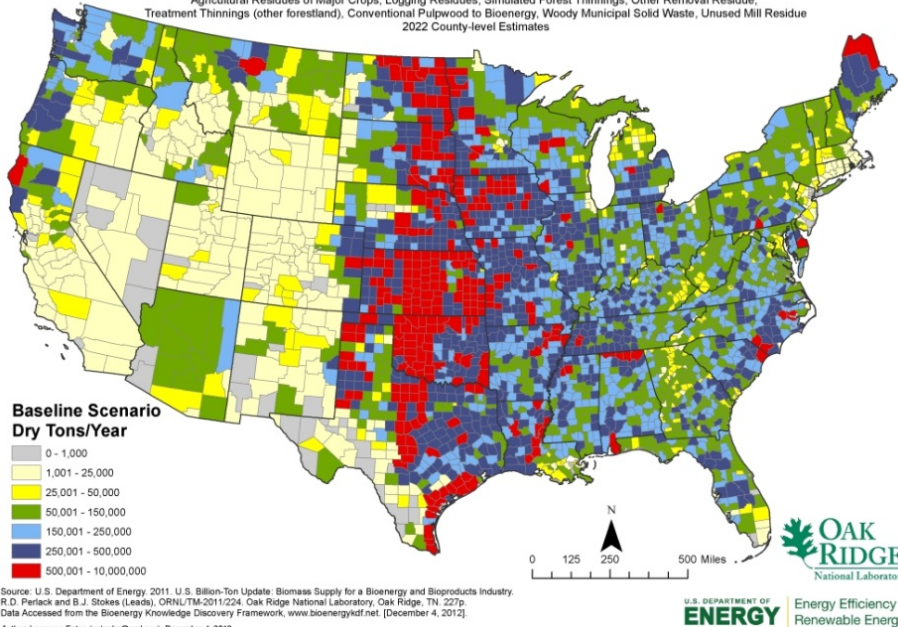 Agricultural Residues of Major Crops, Logging Residues, Simulated Forest Thinnings, Other Removal Residue,
Treatment Thinnings (other forestland), Conventional Pulpwood to Bioenergy, Woody Municipal Solid Waste, Unused Mill Residue
2022 County-level Estimates
Baseline Scenario
Dry Tons/Year
0 - 1,000
1,001 - 25,000
25,001 - 50,000
50,001 - 150,000
150,001 - 250,000
250,001 - 500,000
500,001 - 10,000,000
N
0 125 250 500 Miles
OAK
RIDGE
National Laborato
Source: U.S. Department of Energy. 2011. U.S. Billion-Ton Update: Biomass Supply for a Bioenergy and Bioproducts Industry.
R.D. Perlack and B.J. Stokes (Leads), ORNL/TM-2011/224. Oak Ridge National Laboratory, Oak Ridge, TN. 227p.
Data Accessed from the Bioenergy Knowledge Discovery Framework, www.bioenergykdf.net. [December 4, 2012].
U.S. DEPARTMENT OF
ENERGY
Energy Efficiency
Renewable Energ